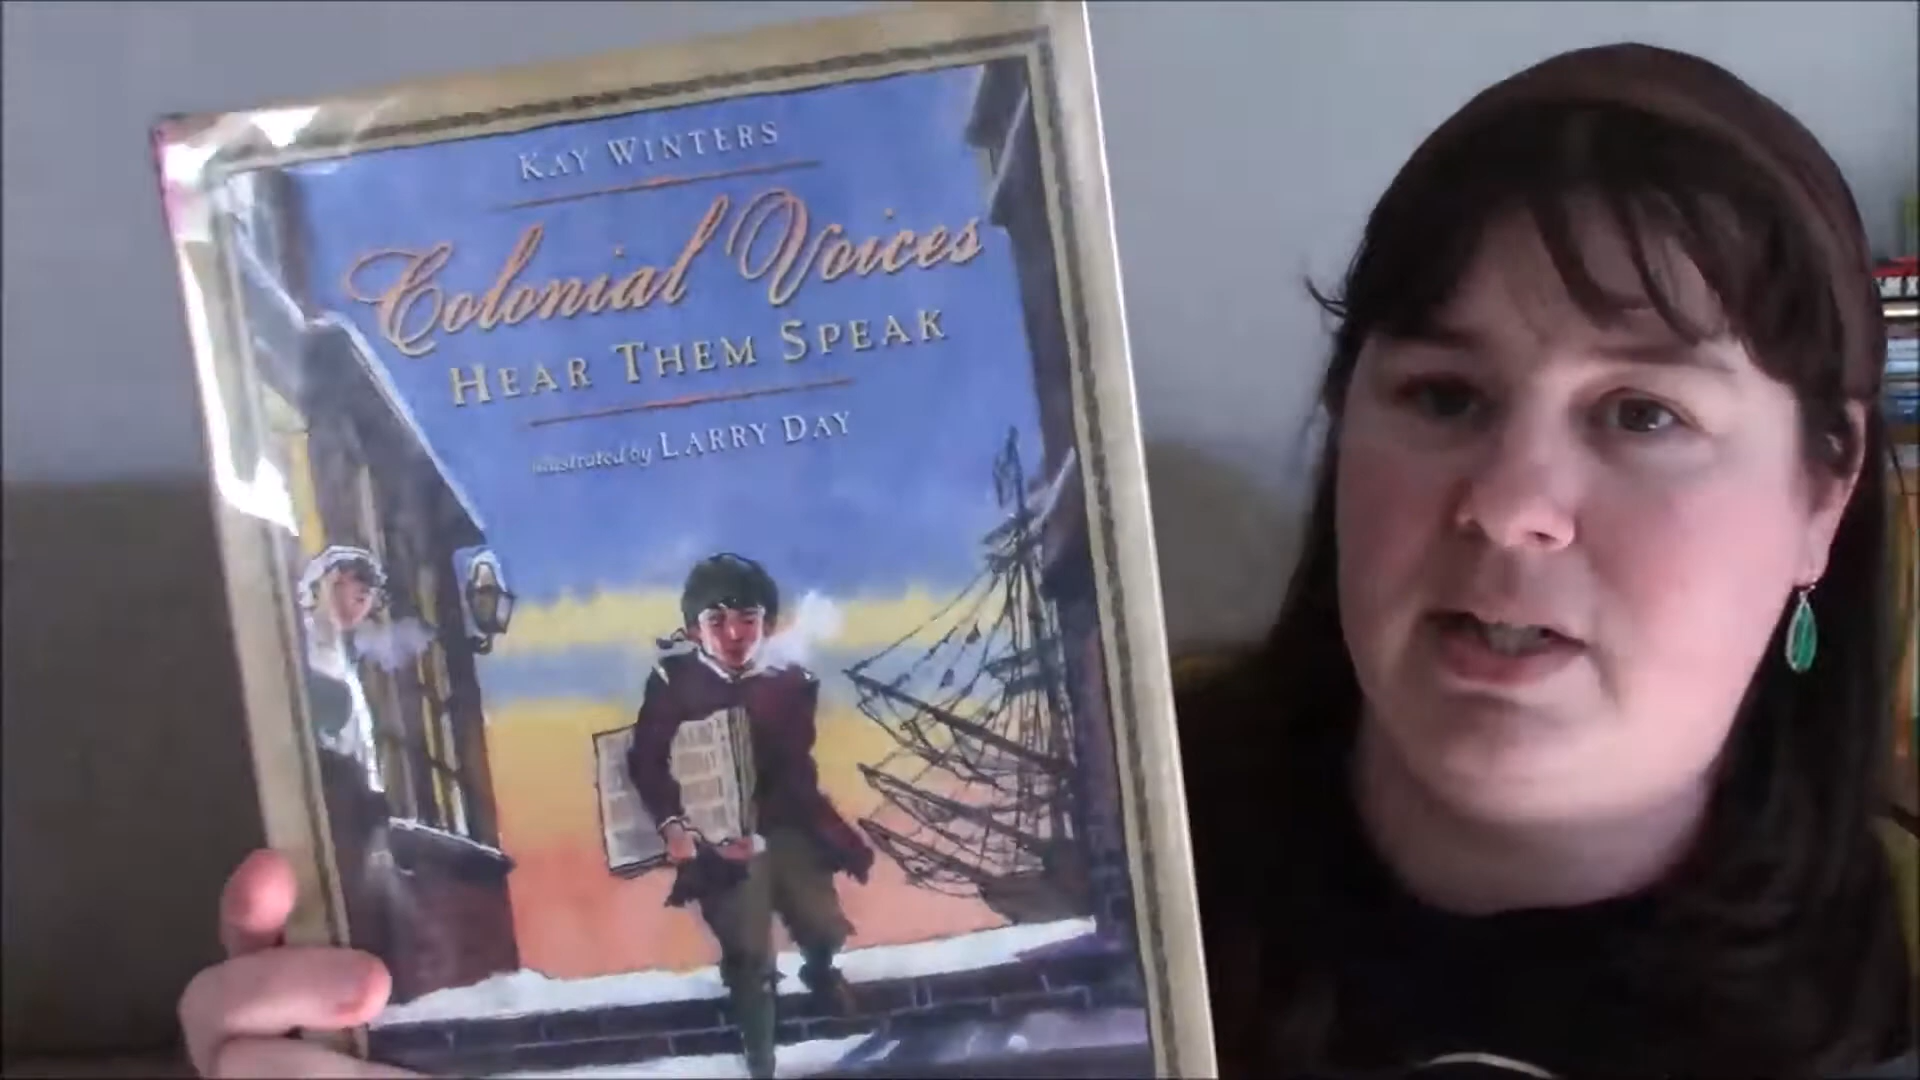 KAY WINTERS
Colonial Voices
HEAR THEM SPEAK
illustrated by LARRY DAY